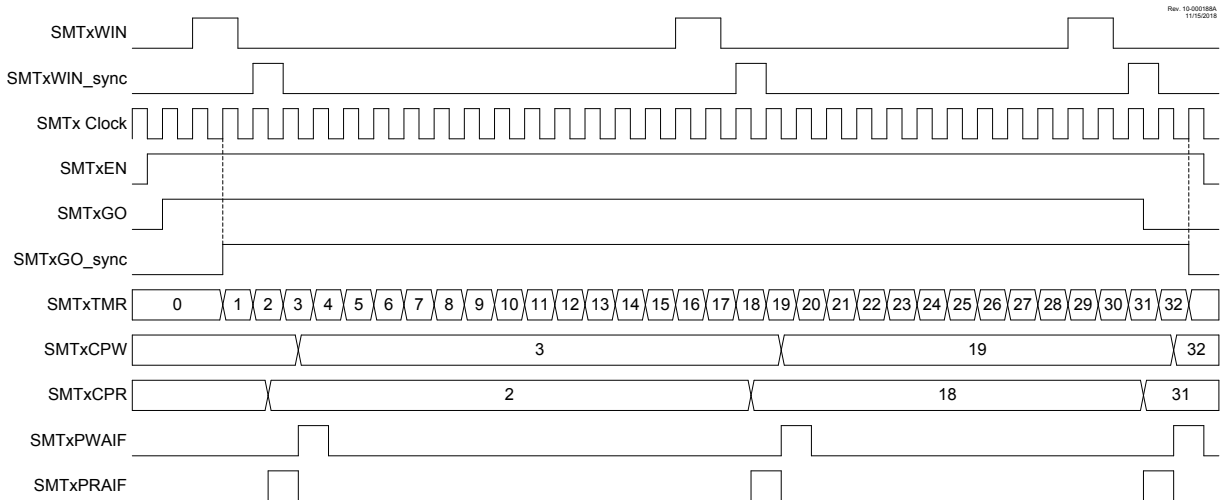 Rev. 10-000188A
11/15/2018
SMTxWIN
SMTxWIN_sync
SMTx Clock
SMTxEN
SMTxGO
SMTxGO_sync
SMTxTMR 0 1 2 3 4 5 6 7 8 9 10 11 12 13 14 15 16 17 18 19 20 21 22 23 24 25 26 27 28 29 30 31 32
SMTxCPW 3 19 32
SMTxCPR 2 18 31
SMTxPWAIF
SMTxPRAIF